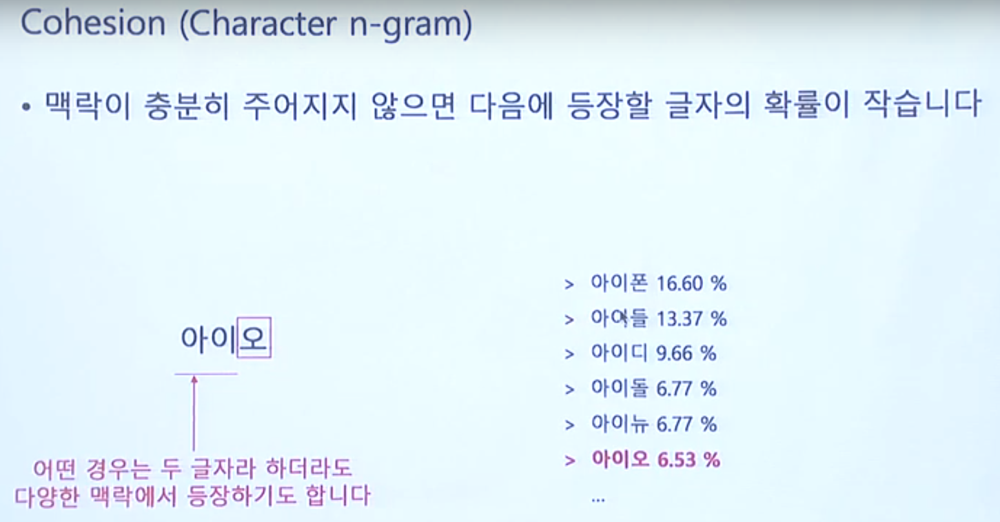 Cohesion (Character n-gram)
• 맥락이 충분히 주어지지 않으면 다음에 등장할 글자의 확률이 작습니다
아이오
어떤 경우는 두 글자라 하더라도
다양한 맥락에서 등장하기도 합니다
> 아이폰 16.60 %
> 아이들 13.37 %
> 아이디 9.66 %
> 아이돌 6.77 %
> 아이뉴 6.77 %
> 아이오 6.53 %
...